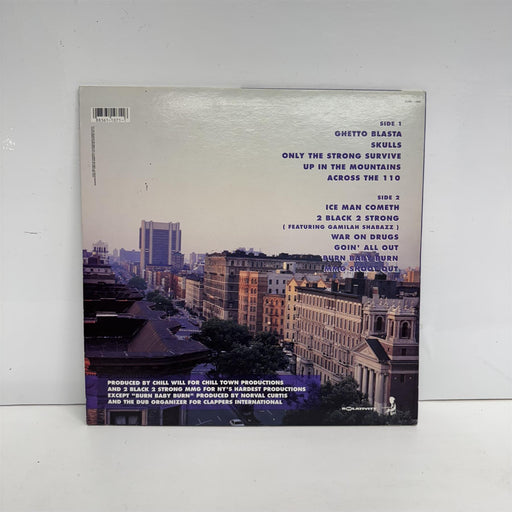 SIDE 1
GHETTO BLASTA
SKULLS
ONLY THE STRONG SURVIVE
UP IN THE MOUNTAINS
ACROSS THE 110
SIDE 2
ICE MAN COMETH
2 BLACK 2 STRONG
( FEATURING GAMILAH SHABAZZ )
WAR ON DRUGS
GOIN' ALL OUT
BURN BABY BURN
MMG SKOOL OUT
PRODUCED BY CHILL WILL FOR CHILL TOWN PRODUCTIONS
AND 2 BLACK 2 STRONG MMG FOR NY'S HARDEST PRODUCTIONS
EXCEPT "BURN BABY BURN" PRODUCED BY NORVAL CURTIS
AND THE DUB ORGANIZER FOR CLAPPERS INTERNATIONAL